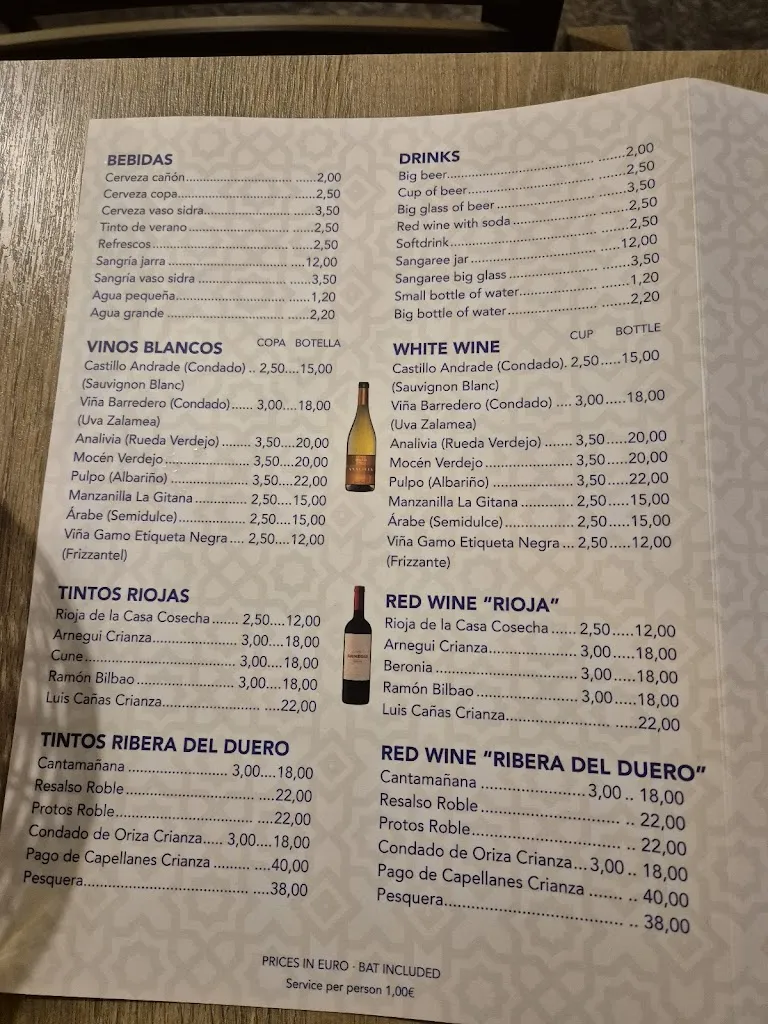 BEBIDAS
Cerveza cañón 2,00
Cerveza copa 2,50
Cerveza vaso sidra 3,50
Tinto de verano 2,50
Refrescos 2,50
Sangría jarra 12,00
Sangría vaso sidra 3,50
Agua pequeña 1,20
Agua grande 2,20
VINOS BLANCOS COPA BOTELLA
Castillo Andrade (Condado) .. 2,50....15,00
(Sauvignon Blanc)
Viña Barredero (Condado)...... 3,00....18,00
(Uva Zalamea)
Analivia (Rueda Verdejo) ........ 3,50....20,00
Mocén Verdejo 3,50....20,00
Pulpo (Albariño) 3,50....22,00
Manzanilla La Gitana 2,50....15,00
Árabe (Semidulce) 2,50....15,00
Viña Gamo Etiqueta Negra .... 2,50....12,00
(Frizzantel)
TINTOS RIOJAS
Rioja de la Casa Cosecha ....... 2,50....12,00
Arnegui Crianza 3,00....18,00
Cune 3,00....18,00
Ramón Bilbao 3,00....18,00
Luis Cañas Crianza 22,00
TINTOS RIBERA DEL DUERO
Cantamañana 3,00....18,00
Resalso Roble 22,00
Protos Roble 22,00
Condado de Oriza Crianza..... 3,00....18,00
Pago de Capellanes Crianza 40,00
Pesquera 38,00
DRINKS
Big beer 2,00
Cup of beer 2,50
Big glass of beer 3,50
Red wine with soda 2,50
Softdrink 2,50
Sangaree jar 12,00
Sangaree big glass 3,50
Small bottle of water 1,20
Big bottle of water 2,20
WHITE WINE CUP BOTTLE
Castillo Andrade (Condado). 2,50.....15,00
(Sauvignon Blanc)
Viña Barredero (Condado) .... 3,00.....18,00
(Uva Zalamea)
Analivia (Rueda Verdejo) ...... 3,50.....20,00
Mocén Verdejo 3,50.....20,00
Pulpo (Albariño) 3,50.....22,00
Manzanilla La Gitana 2,50.....15,00
Árabe (Semidulce) 2,50.....15,00
Viña Gamo Etiqueta Negra ... 2,50.....12,00
(Frizzante)
RED WINE "RIOJA"
Rioja de la Casa Cosecha ...... 2,50.....12,00
Arnegui Crianza 3,00.....18,00
Beronia 3,00.....18,00
Ramón Bilbao 3,00.....18,00
Luis Cañas Crianza 22,00
RED WINE "RIBERA DEL DUERO"
Cantamañana 3,00 .. 18,00
Resalso Roble .. 22,00
Protos Roble .. 22,00
Condado de Oriza Crianza...3,00 .. 18,00
Pago de Capellanes Crianza ....... .. 40,00
Pesquera .. 38,00
PRICES IN EURO - BAT INCLUDED
Service per person 1,00€